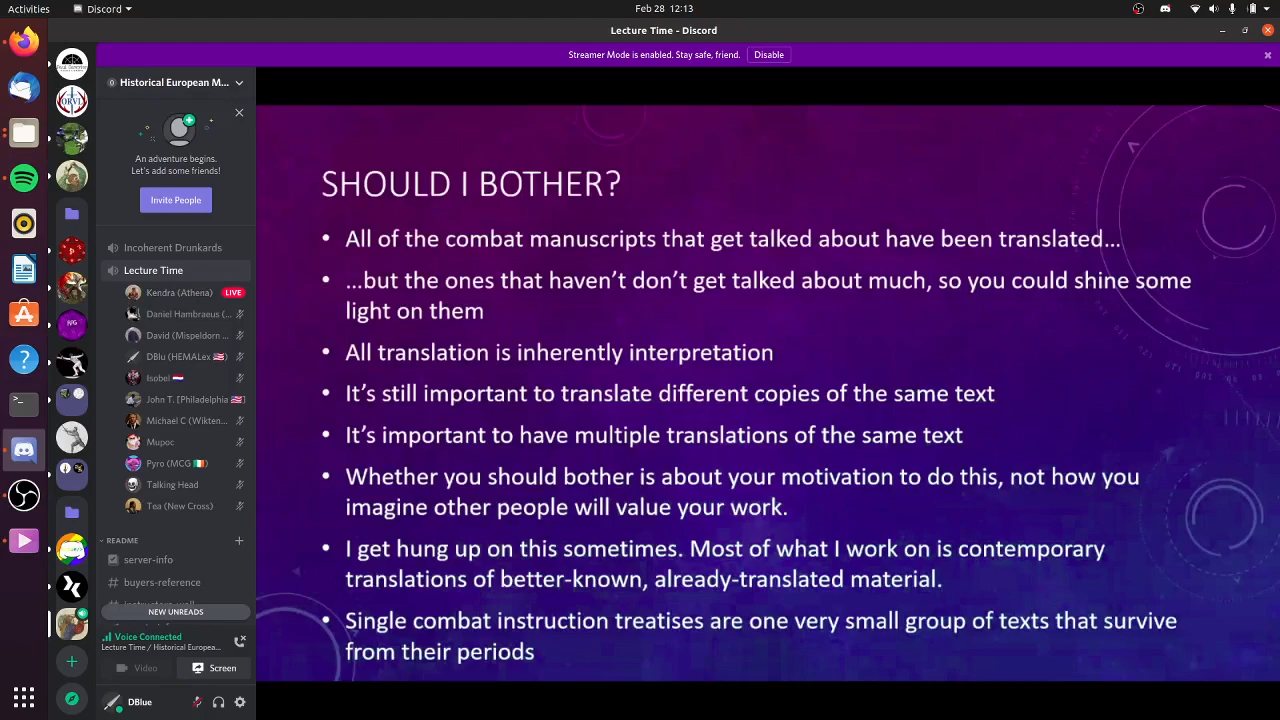 Activities
Discord
Feb 28 12:13
Lecture Time - Discord
Streamer Mode is enabled. Stay safe, friend.
Disable
Historical European M...
An adventure begins.
Let's add some friends!
Invite People
Incoherent Drunkards
Lecture Time
Kendra (Athena)
LIVE
Daniel Hambraeus (...
David (Mispeldorn ...
DBlu (HEMALex 🇺🇸)
Isobel 🇳🇱
John T. [Philadelphia 🇺🇸]
Michael C (Wikten...
Mupoc
Pyro (MCG 🇮🇪)
Talking Head
Tea (New Cross)
README
server-info
buyers-reference
NEW UNREADS
Voice Connected
Lecture Time / Historical Europea...
Video
Screen
DBlue
ORVL
SHOULD I BOTHER?
• All of the combat manuscripts that get talked about have been translated…
• …but the ones that haven't don't get talked about much, so you could shine some
light on them
• All translation is inherently interpretation
• It's still important to translate different copies of the same text
• It's important to have multiple translations of the same text
• Whether you should bother is about your motivation to do this, not how you
imagine other people will value your work.
• I get hung up on this sometimes. Most of what I work on is contemporary
translations of better-known, already-translated material.
• Single combat instruction treatises are one very small group of texts that survive
from their periods